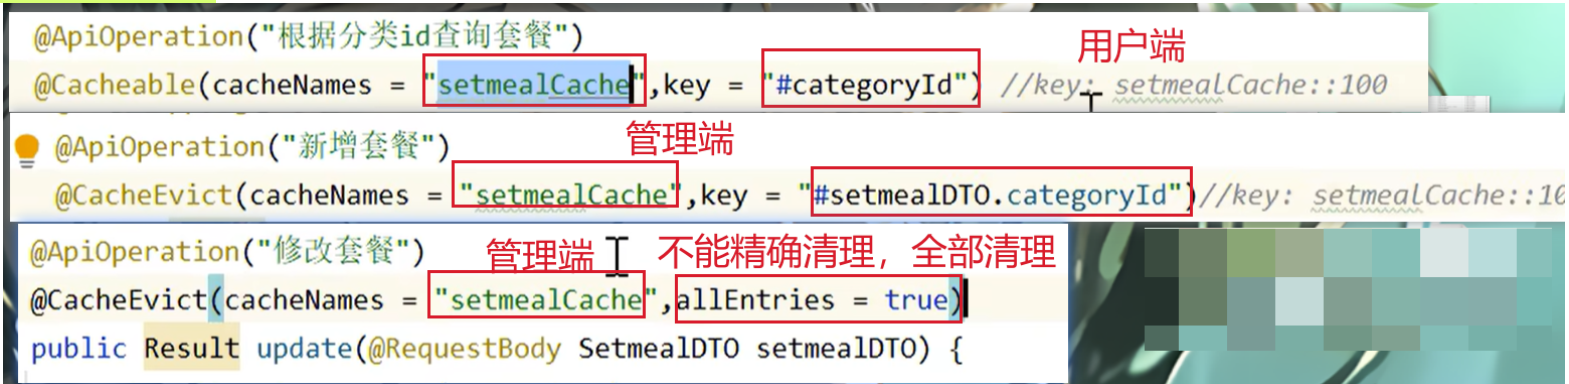 @ApiOperation("根据分类id查询套餐")
用户端
@Cacheable(cacheNames = "setmealCache",key = "#categoryId") //key: setmealCache::100
@ApiOperation("新增套餐")
管理端
@CacheEvict(cacheNames = "setmealCache",key = "#setmealDTO.categoryId")//key: setmealCache::10
@ApiOperation("修改套餐")
管理端
不能精确清理，全部清理
@CacheEvict(cacheNames = "setmealCache",allEntries = true)
public Result update(@RequestBody SetmealDTO setmealDTO) {